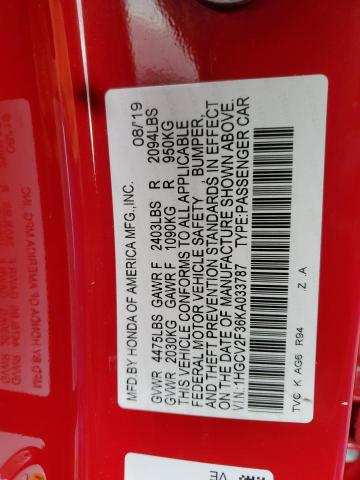 MFD.BY HONDA OF AMERICA MFG.,INC. 08/19
GVWR 4475LBS GAWR F 2403LBS R 2094LBS
GVWR 2030KG GAWR F 1090KG R 950KG
THIS VEHICLE CONFORMS TO ALL APPLICABLE
FEDERAL MOTOR VEHICLE SAFETY , BUMPER,
AND THEFT PREVENTION STANDARDS IN EFFECT
ON THE DATE OF MANUFACTURE SHOWN ABOVE.
V.I.N.:1HGCV2F36KA033787 TYPE:PASSENGER CAR
TVC K AG6 R94 Z .A
VE